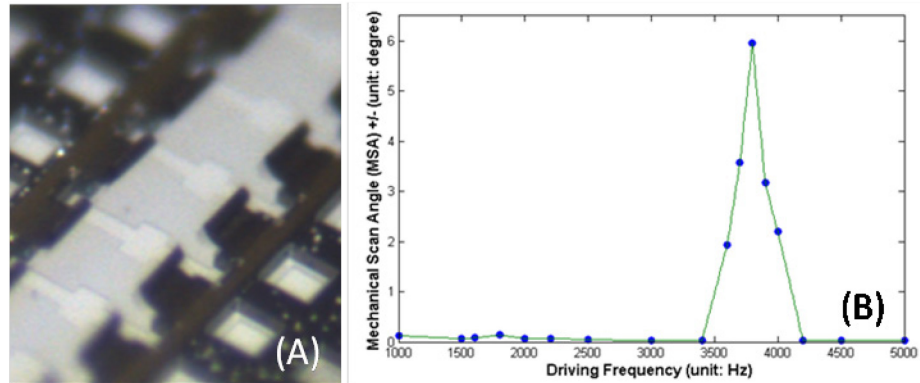 (A)
Mechanical Scan Angle (MSA) +/- (unit: degree)
6
5
4
3
2
1
0
1000 1500 2000 2500 3000 3500 4000 4500 5000
Driving Frequency (unit: Hz)
(B)